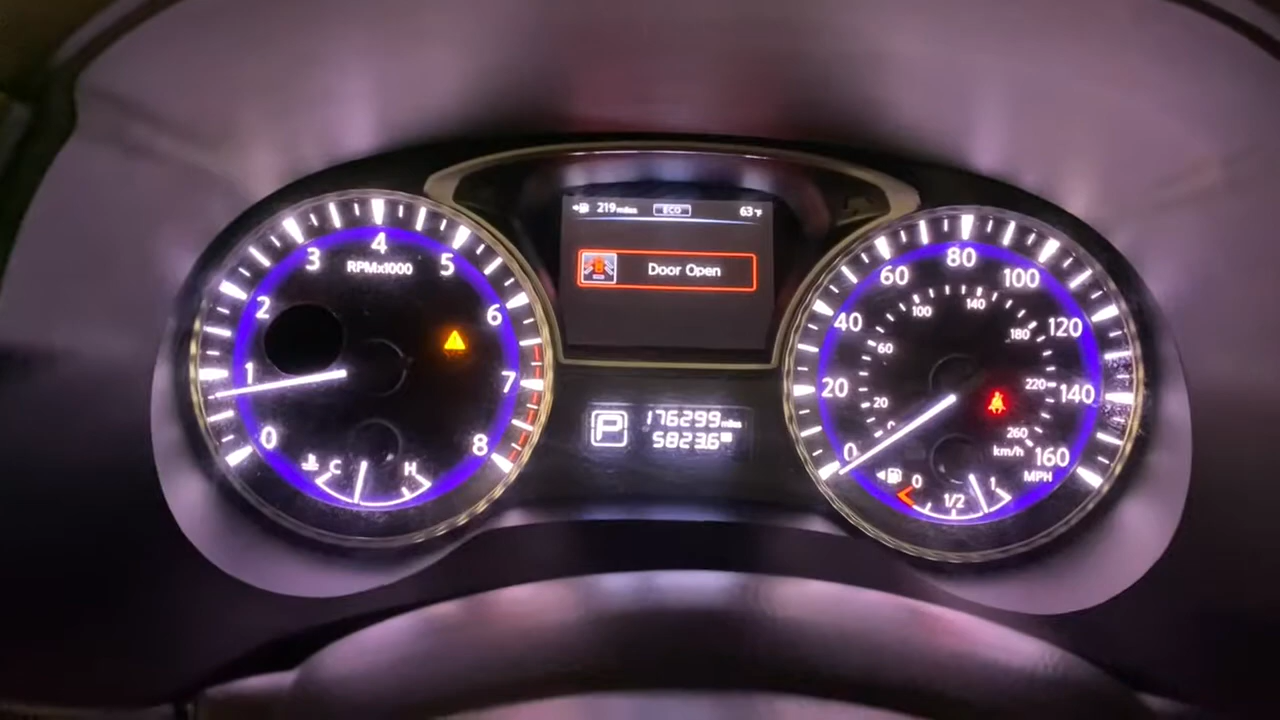 219 miles ECO 63°F
Door Open
0 1 2 3 4 5 6 7 8
RPMx1000
C H
P
176299 miles
5823.6
0 20 40 60 80 100 120 140 160
20 60 100 140 180 220 260
km/h
MPH
0 1/2 1